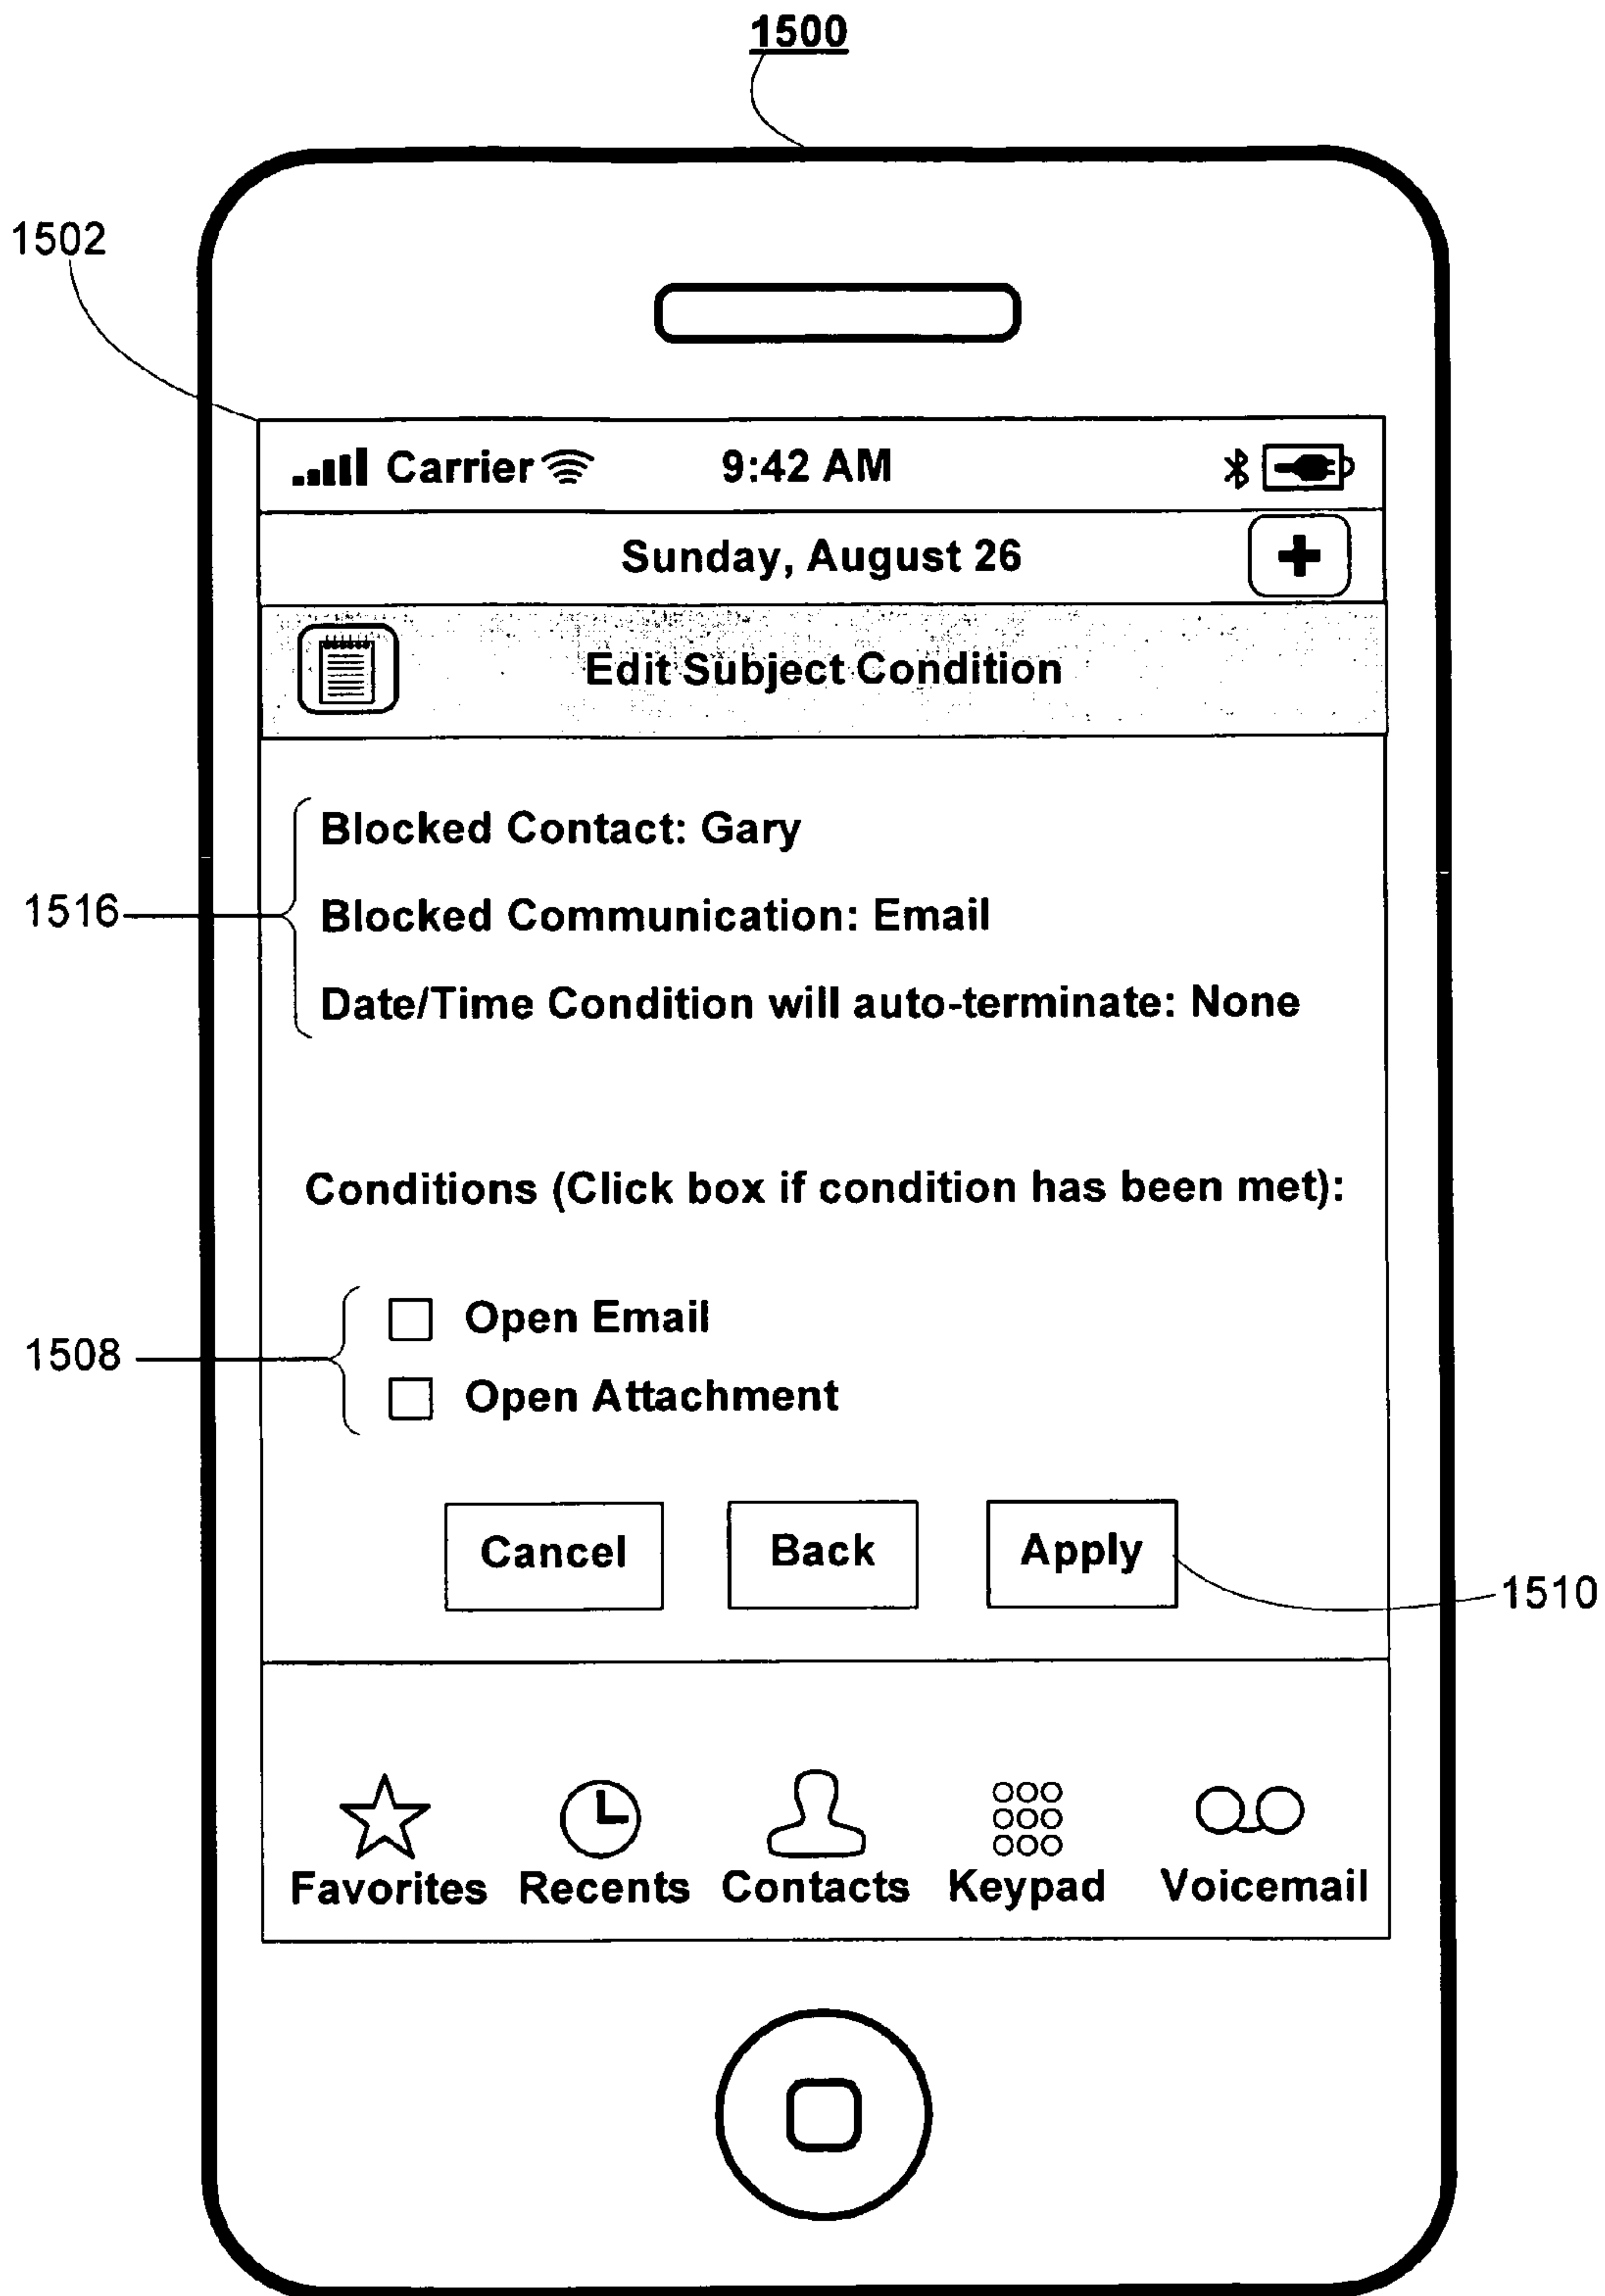 1500
1502
Carrier 9:42 AM
Sunday, August 26
Edit Subject Condition
Blocked Contact: Gary
1516
Blocked Communication: Email
Date/Time Condition will auto-terminate: None
Conditions (Click box if condition has been met):
Open Email
1508
Open Attachment
Cancel Back Apply
1510
Favorites Recents Contacts Keypad Voicemail